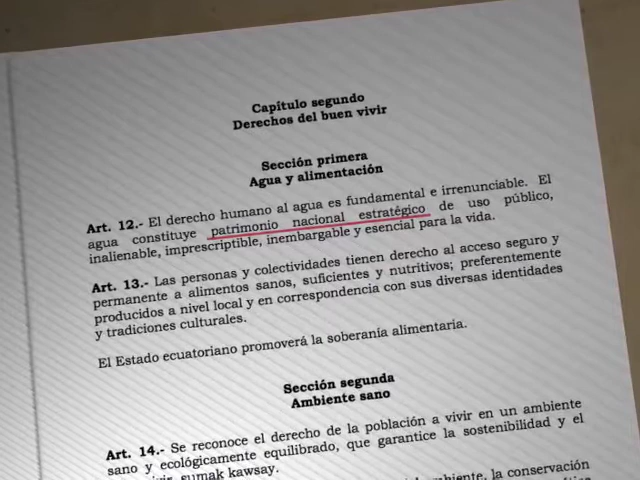 Capítulo segundo
Derechos del buen vivir
Sección primera
Agua y alimentación
Art. 12.- El derecho humano al agua es fundamental e irrenunciable. El
agua constituye patrimonio nacional estratégico de uso público,
inalienable, imprescriptible, inembargable y esencial para la vida.
Art. 13.- Las personas y colectividades tienen derecho al acceso seguro y
permanente a alimentos sanos, suficientes y nutritivos; preferentemente
producidos a nivel local y en correspondencia con sus diversas identidades
y tradiciones culturales.
El Estado ecuatoriano promoverá la soberanía alimentaria.
Sección segunda
Ambiente sano
Art. 14.- Se reconoce el derecho de la población a vivir en un ambiente
sano y ecológicamente equilibrado, que garantice la sostenibilidad y el
sumak kawsay.
ambiente, la conservación